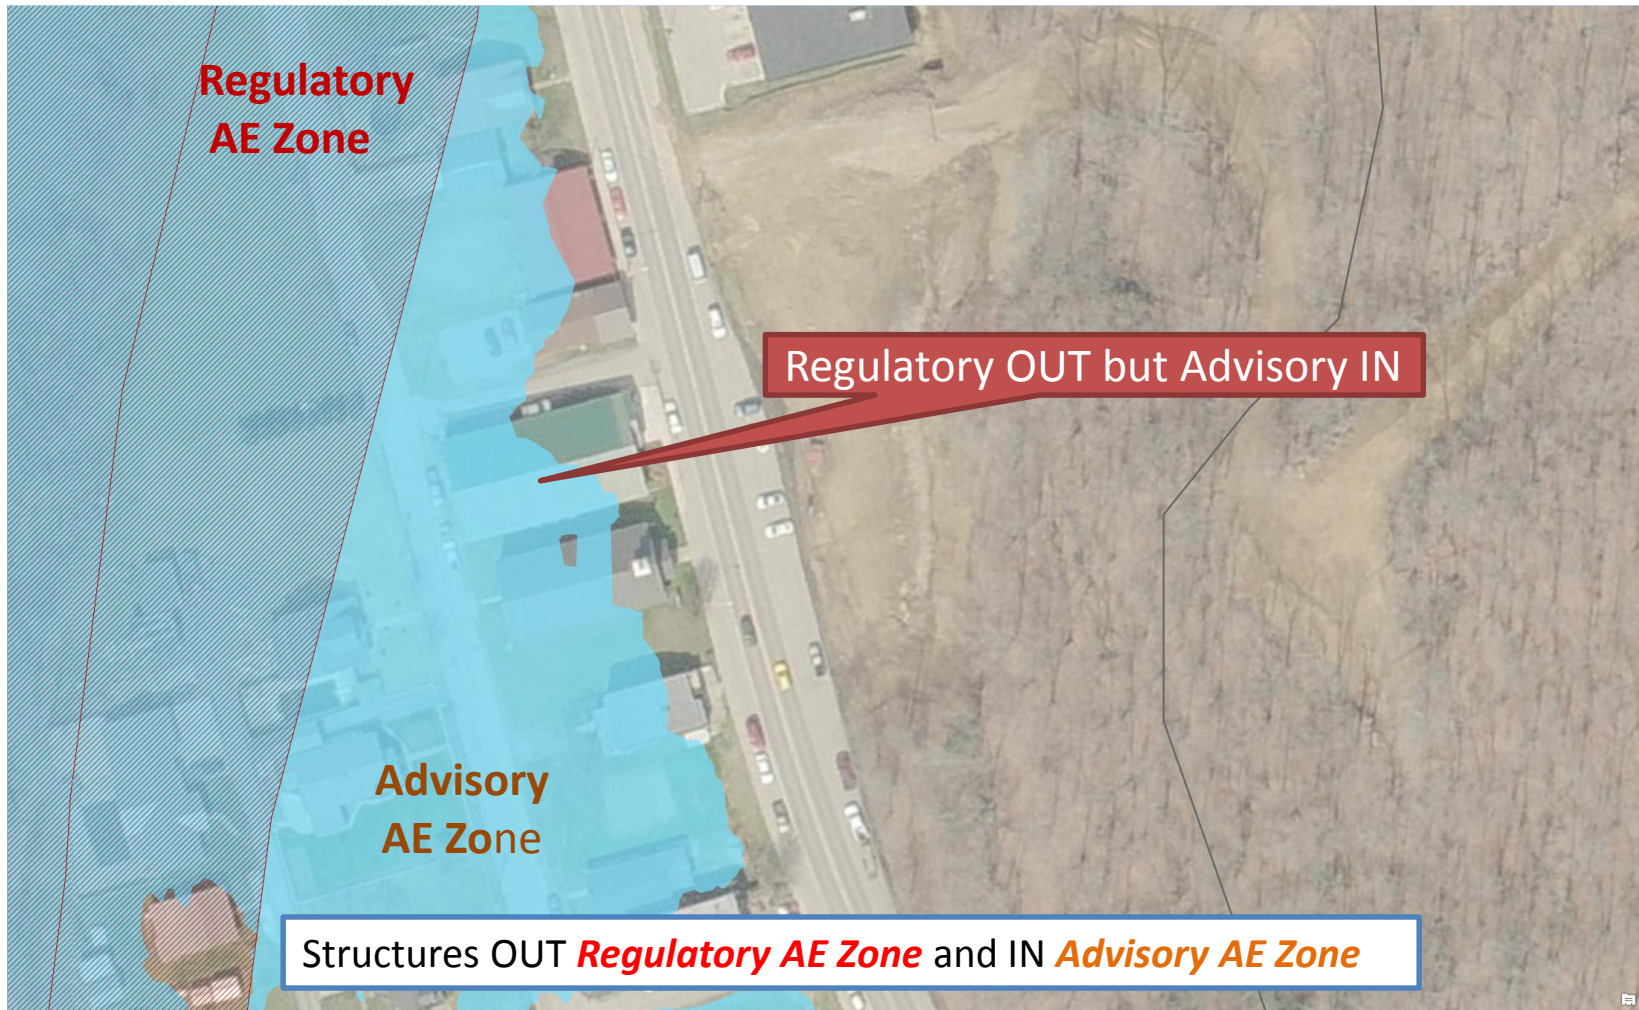 Regulatory
AE Zone
Regulatory OUT but Advisory IN
Advisory
AE Zone
Structures OUT Regulatory AE Zone and IN Advisory AE Zone